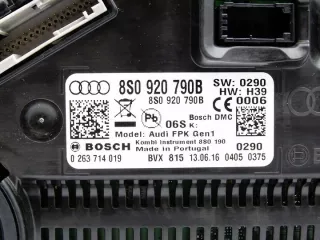 8S0 920 790B SW: 0290
8S0 920 790B HW: H39
CE 0006
Pb 06S K: Bosch DMC
Model: Audi FPK Gen1
BOSCH Kombi instrument 880 190 0290
Made in Portugal
0 263 714 019 BVX 815 13.06.16 0405 0375